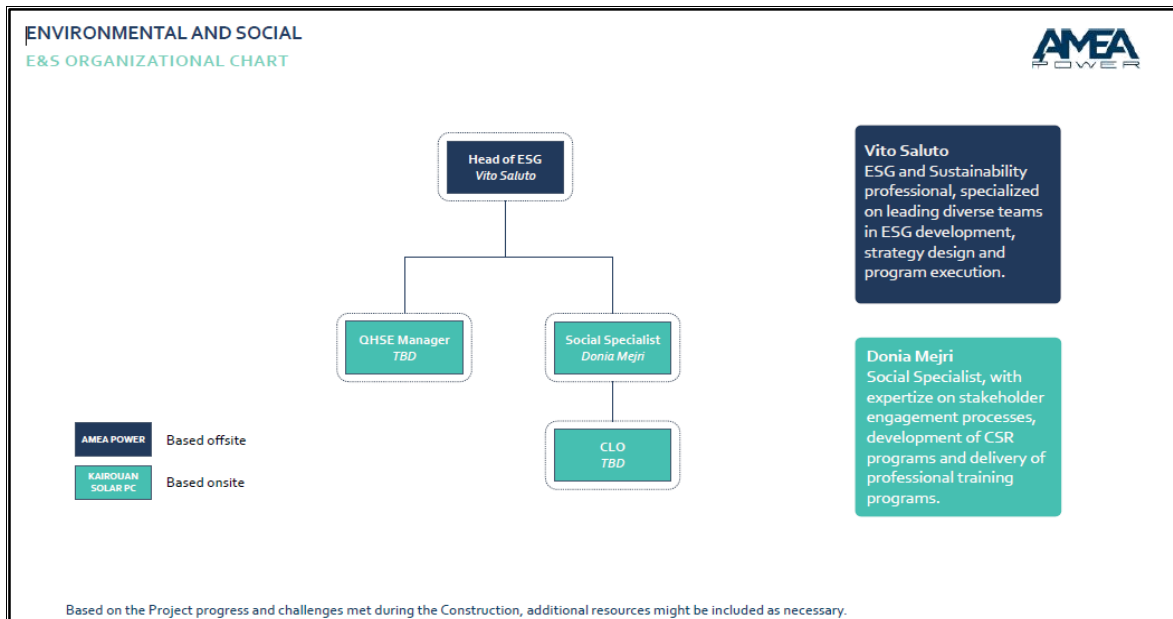 ENVIRONMENTAL AND SOCIAL
E&S ORGANIZATIONAL CHART
AMEA
POWER
Head of ESG
Vito Saluto
QHSE Manager
TBD
Social Specialist
Donia Mejri
CLO
TBD
AMEA POWER
Based offsite
KAIROUAN
SOLAR PC
Based onsite
Vito Saluto
ESG and Sustainability
professional, specialized
on leading diverse teams
in ESG development,
strategy design and
program execution.
Donia Mejri
Social Specialist, with
expertize on stakeholder
engagement processes,
development of CSR
programs and delivery of
professional training
programs.
Based on the Project progress and challenges met during the Construction, additional resources might be included as necessary.